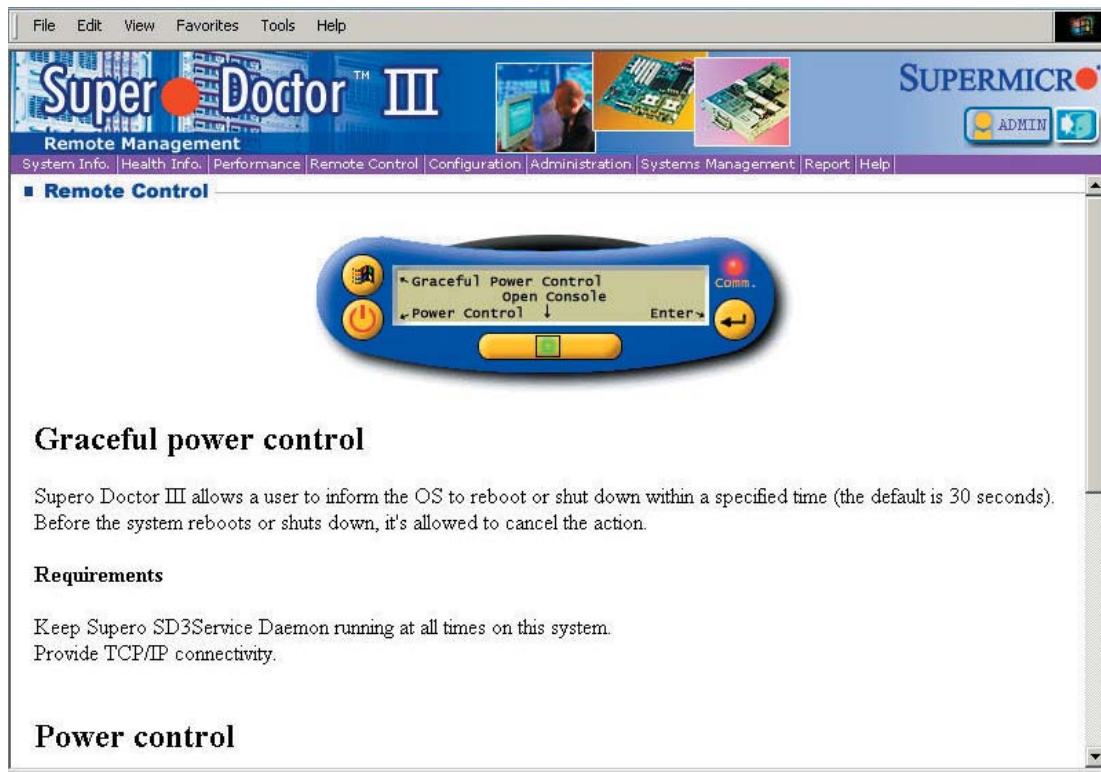 File Edit View Favorites Tools Help
Super Doctor™ III
Remote Management
SUPERMICR
ADMIN
System Info. Health Info. Performance Remote Control Configuration Administration Systems Management Report Help
Remote Control
Graceful Power Control
Open Console
Power Control
Enter
Comm.
Graceful power control
Supero Doctor III allows a user to inform the OS to reboot or shut down within a specified time (the default is 30 seconds).
Before the system reboots or shuts down, it's allowed to cancel the action.
Requirements
Keep Supero SD3Service Daemon running at all times on this system.
Provide TCP/IP connectivity.
Power control